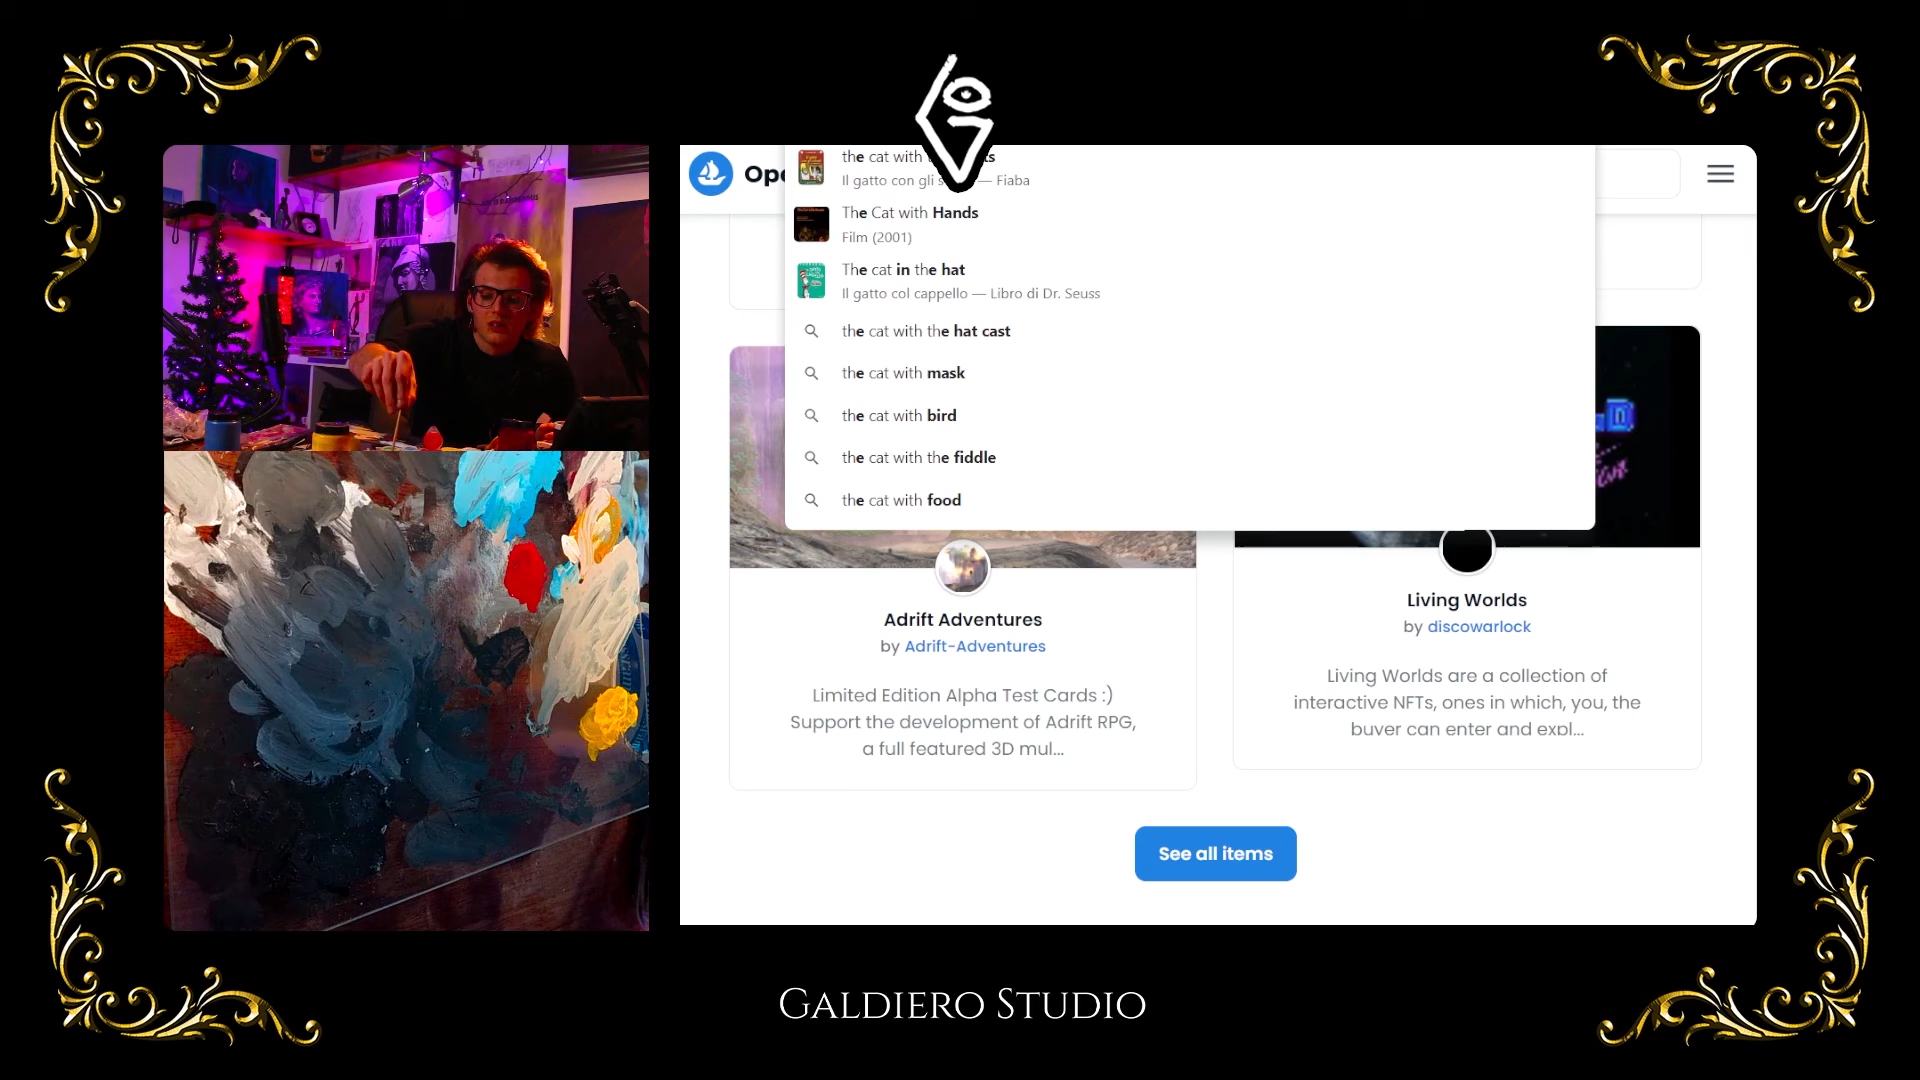 Ope
the cat with
Il gatto con gli — Fiaba
The Cat with Hands
Film (2001)
The cat in the hat
Il gatto col cappello — Libro di Dr. Seuss
the cat with the hat cast
the cat with mask
the cat with bird
the cat with the fiddle
the cat with food
Adrift Adventures
by Adrift-Adventures
Limited Edition Alpha Test Cards :)
Support the development of Adrift RPG,
a full featured 3D mul...
Living Worlds
by discowarlock
Living Worlds are a collection of
interactive NFTs, ones in which, you, the
buyer can enter and expl...
See all items
GALDIERO STUDIO